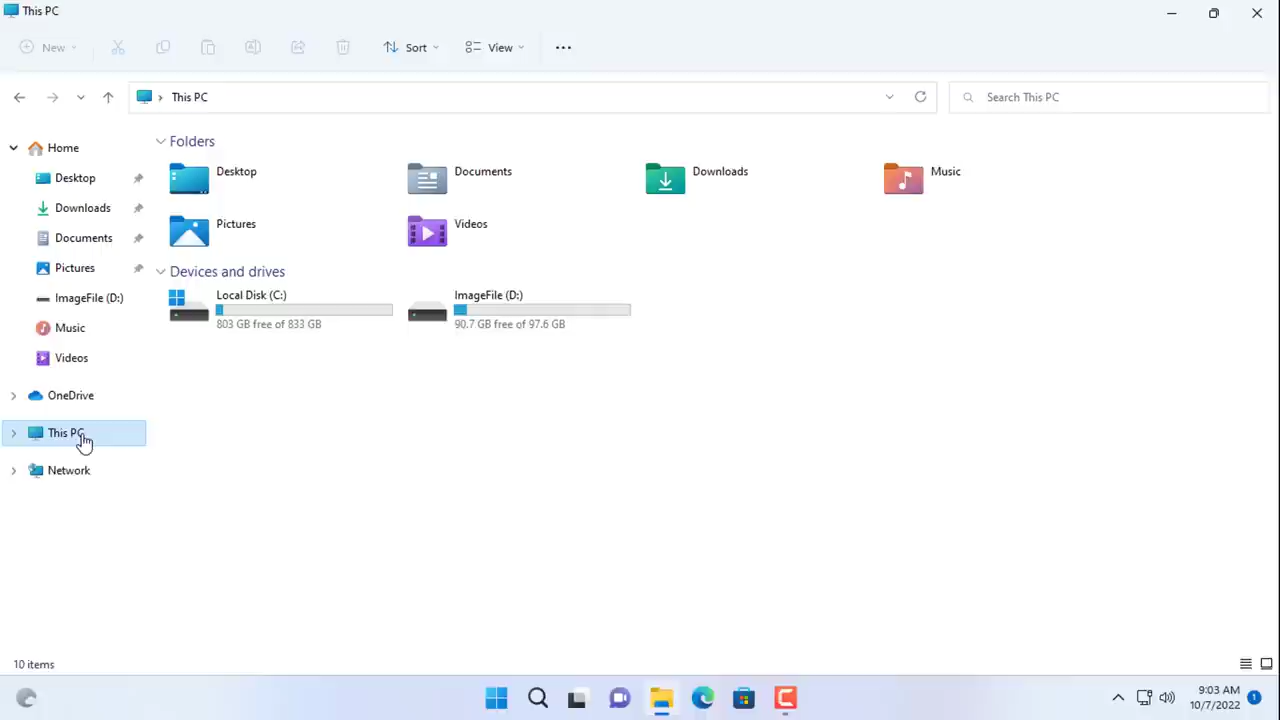 This PC
New
Sort
View
This PC
Search This PC
Home
Desktop
Downloads
Documents
Pictures
ImageFile (D:)
Music
Videos
OneDrive
This PC
Network
Folders
Desktop
Documents
Downloads
Music
Pictures
Videos
Devices and drives
Local Disk (C:)
803 GB free of 833 GB
ImageFile (D:)
90.7 GB free of 97.6 GB
10 items
9:03 AM
10/7/2022
1